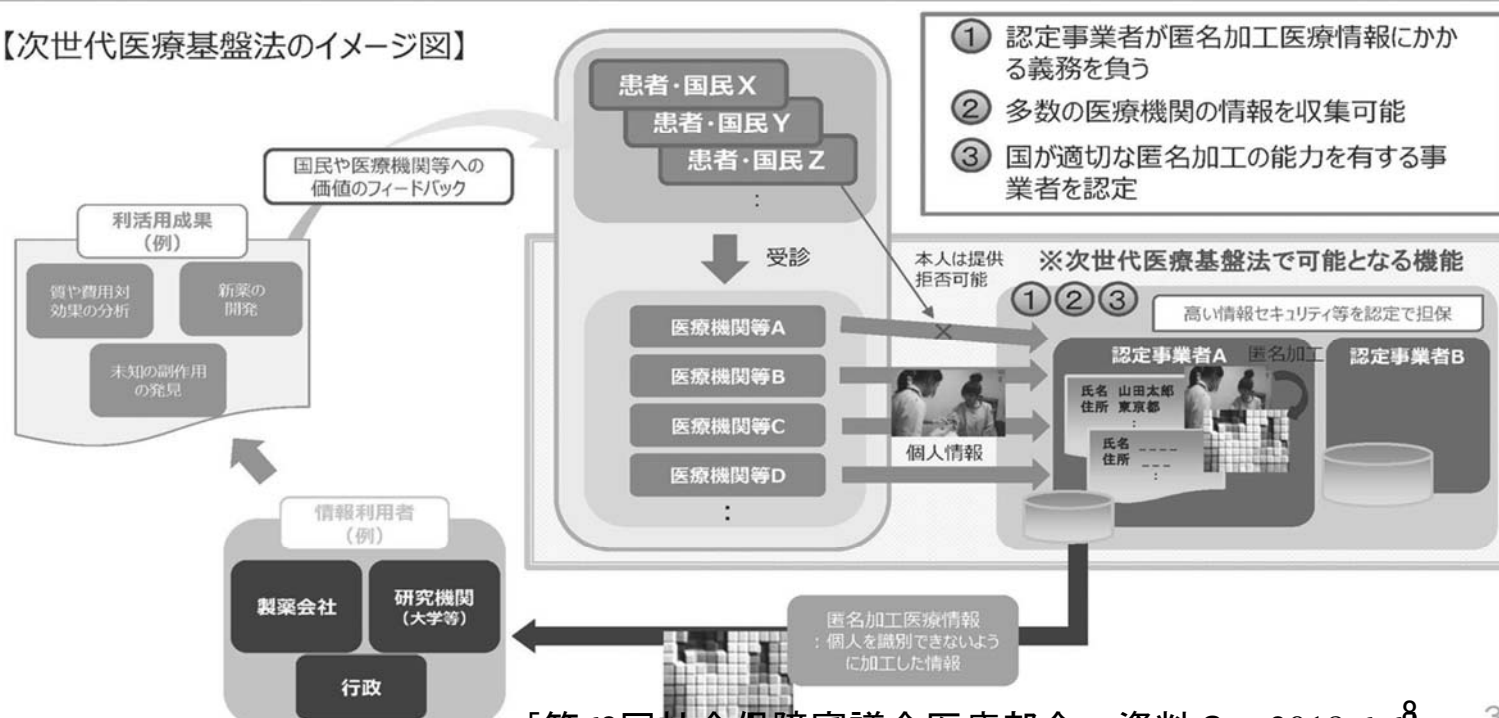 【次世代医療基盤法のイメージ図】
① 認定事業者が匿名加工医療情報にかか
る義務を負う
② 多数の医療機関の情報を収集可能
③ 国が適切な匿名加工の能力を有する事
業者を認定
患者・国民X
患者・国民Y
患者・国民Z
:
国民や医療機関等への
価値のフィードバック
利活用成果
(例)
質や費用対
効果の分析
新薬の
開発
未知の副作用
の発見
受診
本人は提供
拒否可能
×
※次世代医療基盤法で可能となる機能
①②③
高い情報セキュリティ等を認定で担保
医療機関等A
医療機関等B
医療機関等C
医療機関等D
:
個人情報
認定事業者A
匿名加工
認定事業者B
氏名 山田太郎
住所 東京都
:
氏名 _ _ _ _
住所 _ _ _
:
情報利用者
(例)
製薬会社
研究機関
(大学等)
行政
匿名加工医療情報
:個人を識別できないよう
に加工した情報
8
3